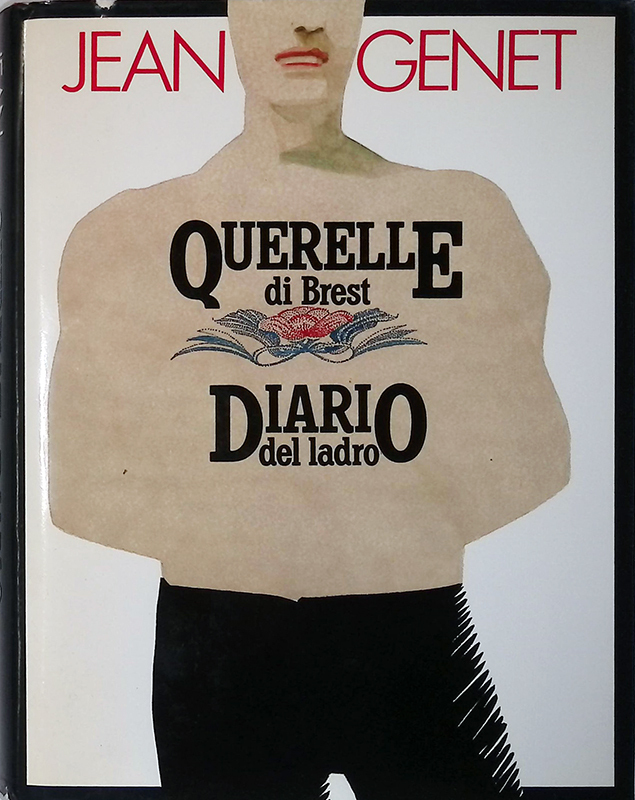 JEAN GENET
QUERELLE
di Brest
DIARIO
del ladro